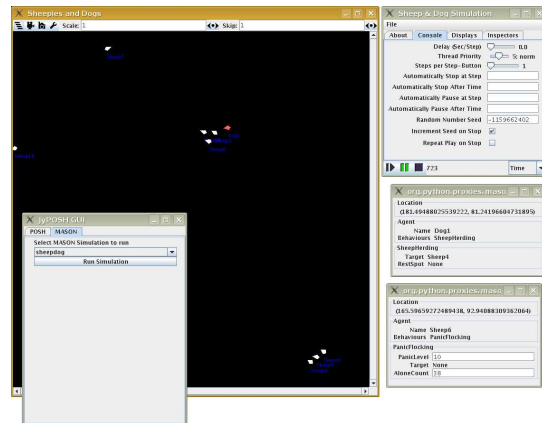 Sheepies and Dogs
Scale: 1
Skip: 1
JyPOSH GUI
POSH
MASON
Select MASON Simulation to run
sheepdog
Run Simulation
Sheep & Dog Simulation
File
About
Console
Displays
Inspectors
Delay (Sec/Step)
0.0
Thread Priority
5: norm
Steps per Step-Button
1
Automatically Stop at Step
Automatically Stop After Time
Automatically Pause at Step
Automatically Pause After Time
Random Number Seed
-1159662402
Increment Seed on Stop
Repeat Play on Stop
723
Time
org.python.proxies.maso
Location
(181.49488025539222, 81.24196604731895)
Agent
Name Dog1
Behaviours SheepHerding
SheepHerding
Target Sheep4
RestSpot None
org.python.proxies.maso
Location
(165.59659272489438, 92.94088309362064)
Agent
Name Sheep6
Behaviours PanicFlocking
PanicFlocking
PanicLevel 10
Target None
AloneCount 38